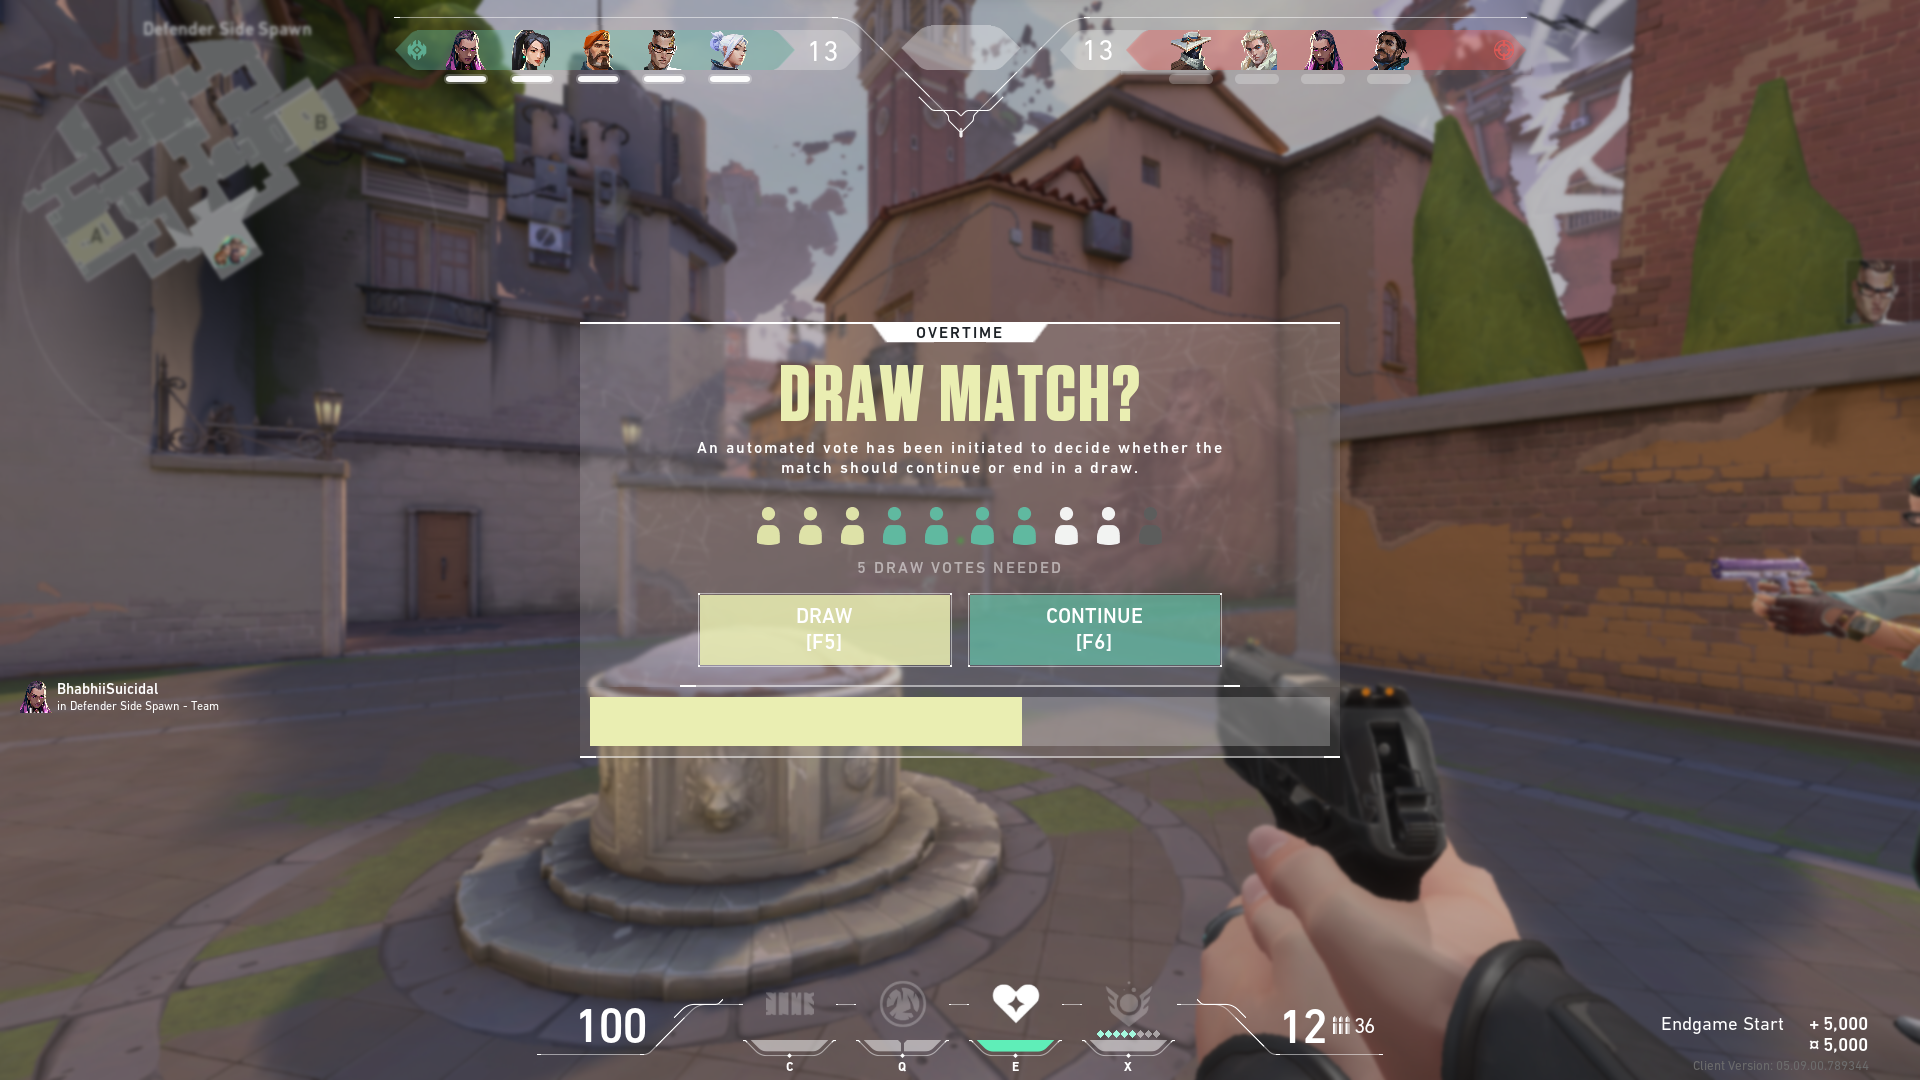 Defender Side Spawn
13
13
B
A
OVERTIME
DRAW MATCH?
An automated vote has been initiated to decide whether the
match should continue or end in a draw.
5 DRAW VOTES NEEDED
DRAW
[F5]
CONTINUE
[F6]
BhabhiiSuicidal
in Defender Side Spawn - Team
100
C
Q
E
X
12
36
Endgame Start + 5,000
¤ 5,000
Client Version: 05.09.00.789344